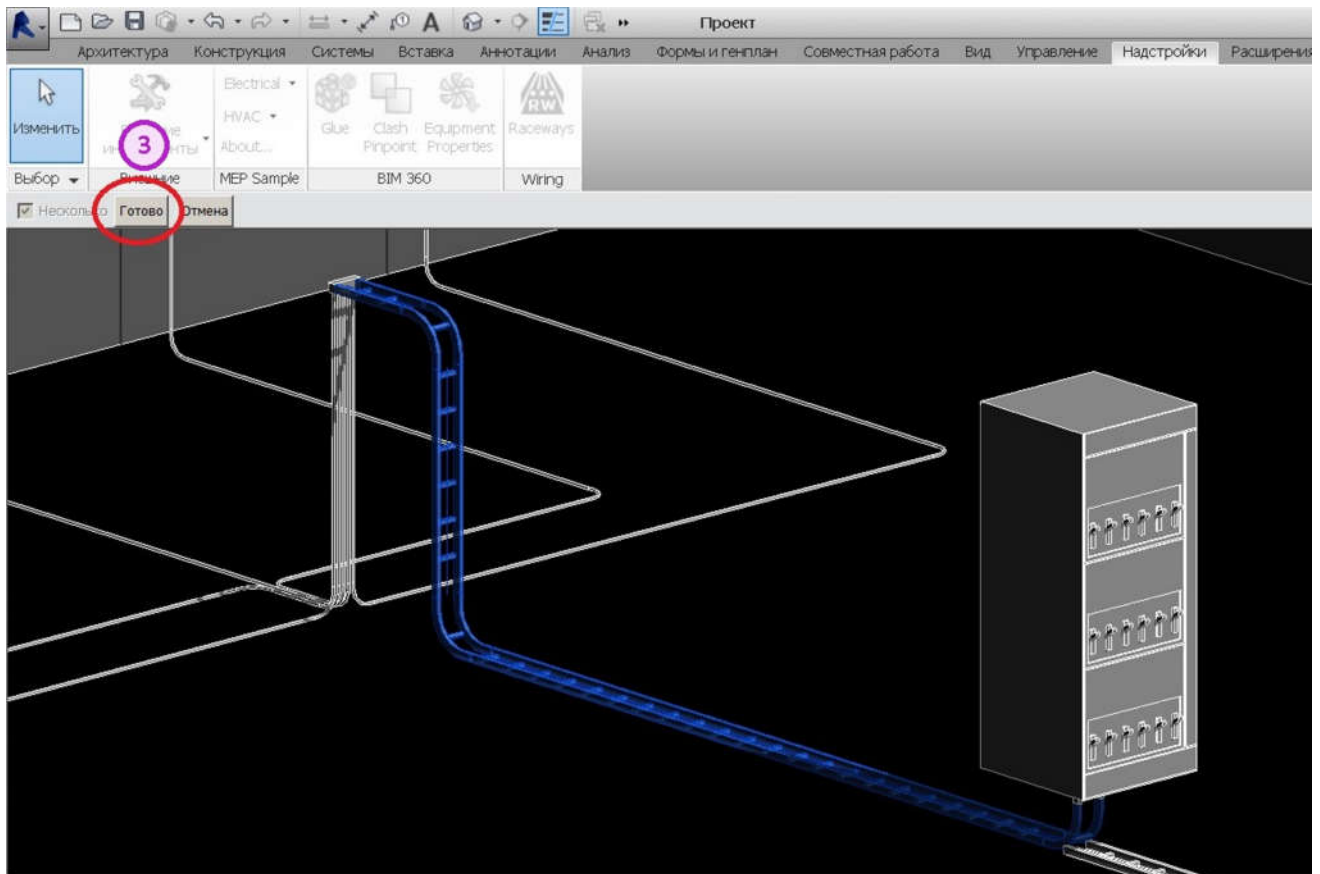 Проект
Архитектура Конструкция Системы Вставка Аннотации Анализ Формы и генплан Совместная работа Вид Управление Надстройки Расширения
Изменить
3
Electrical
HVAC
About...
Glue
Clash Pinpoint
Equipment Properties
RW
Raceways
Выбор
MEP Sample
BIM 360
Wiring
Готово Отмена